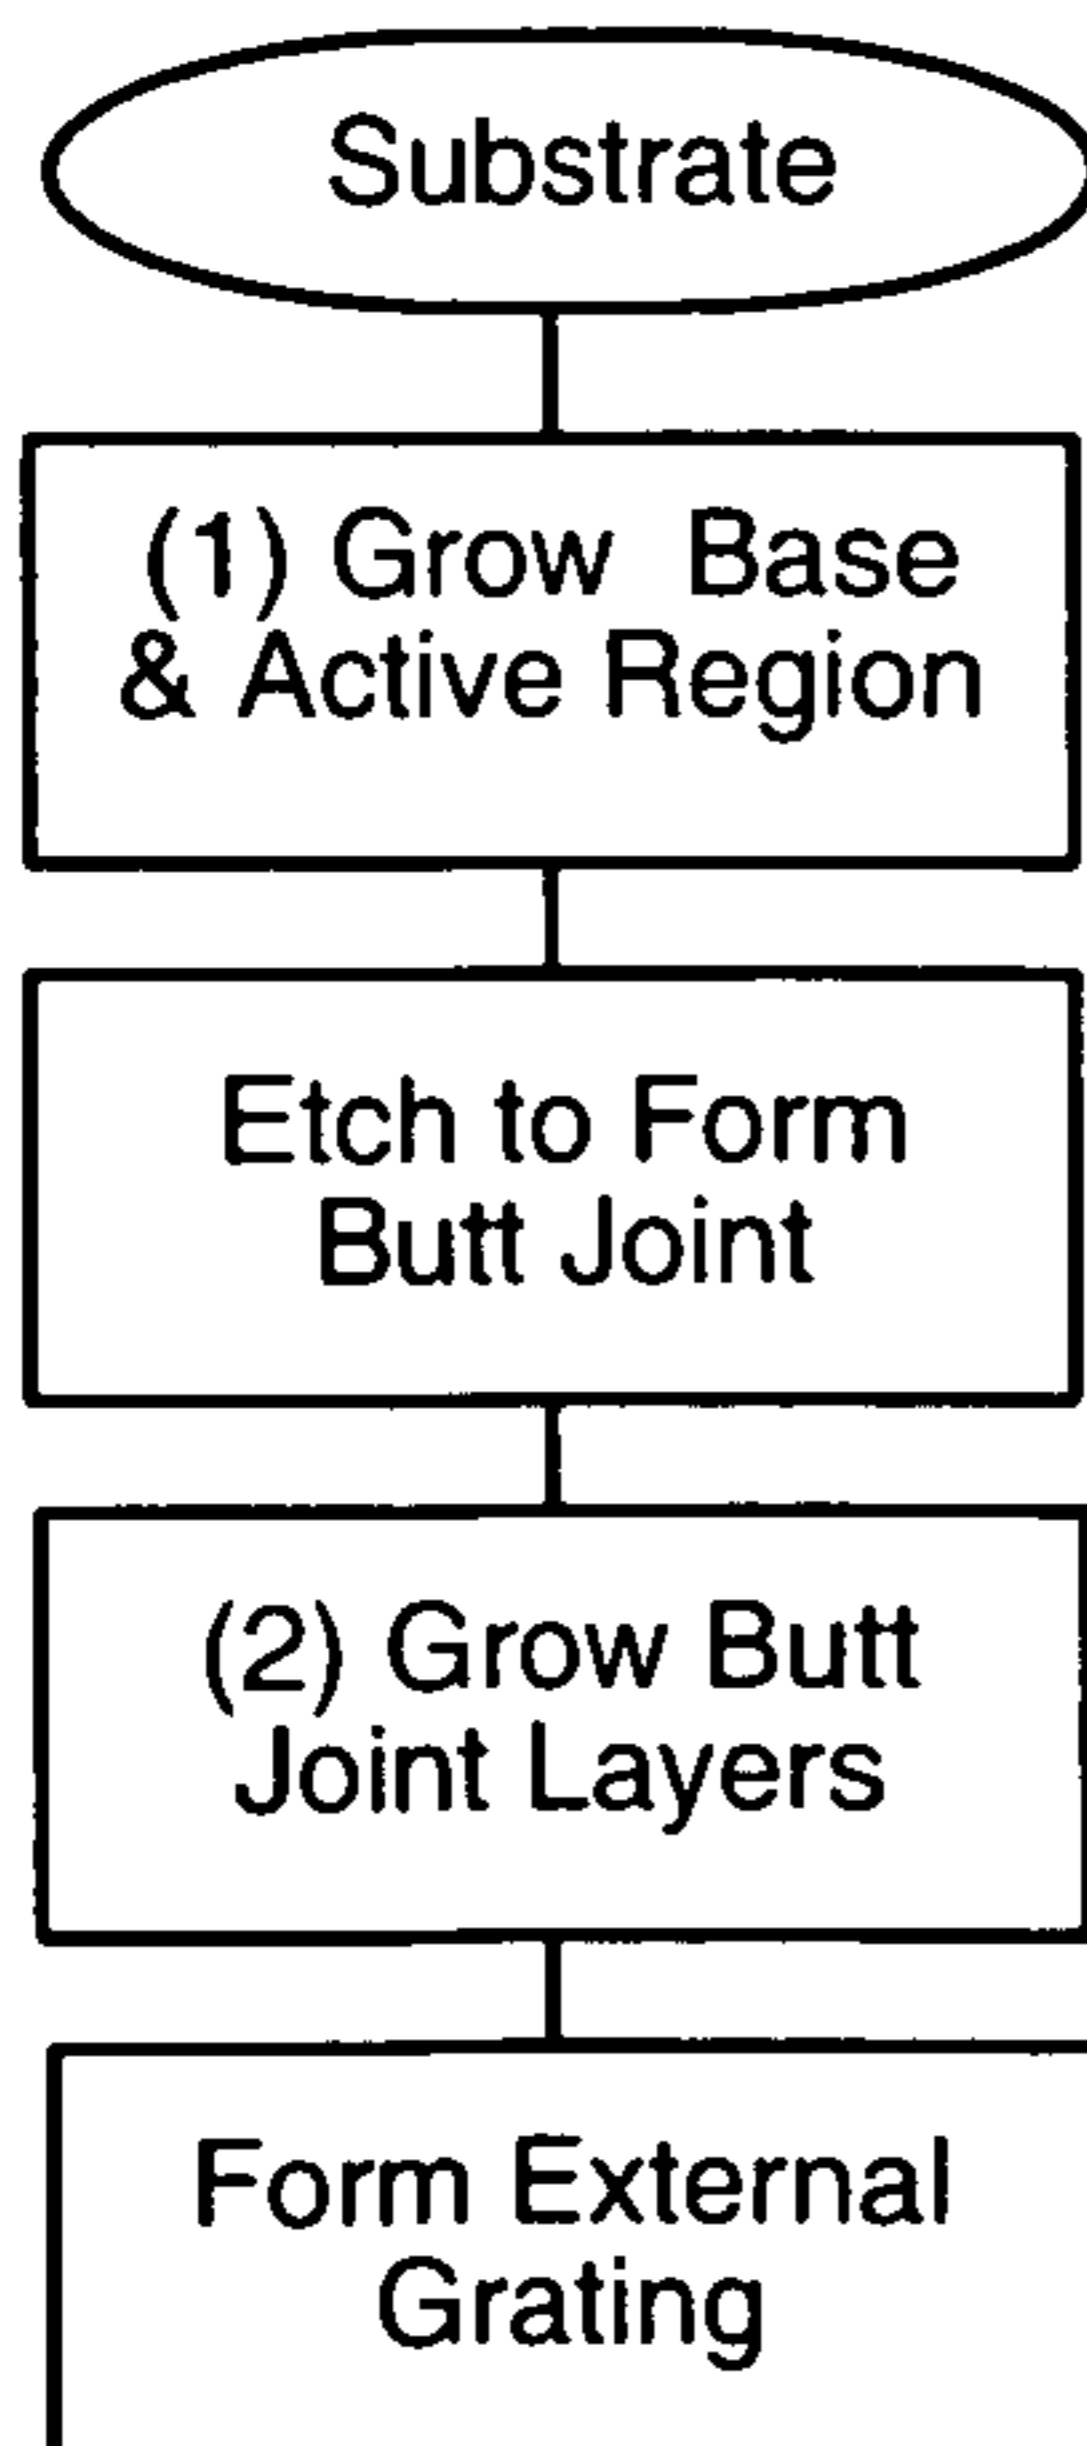 Substrate
(1) Grow Base
& Active Region
Etch to Form
Butt Joint
(2) Grow Butt
Joint Layers
Form External
Grating